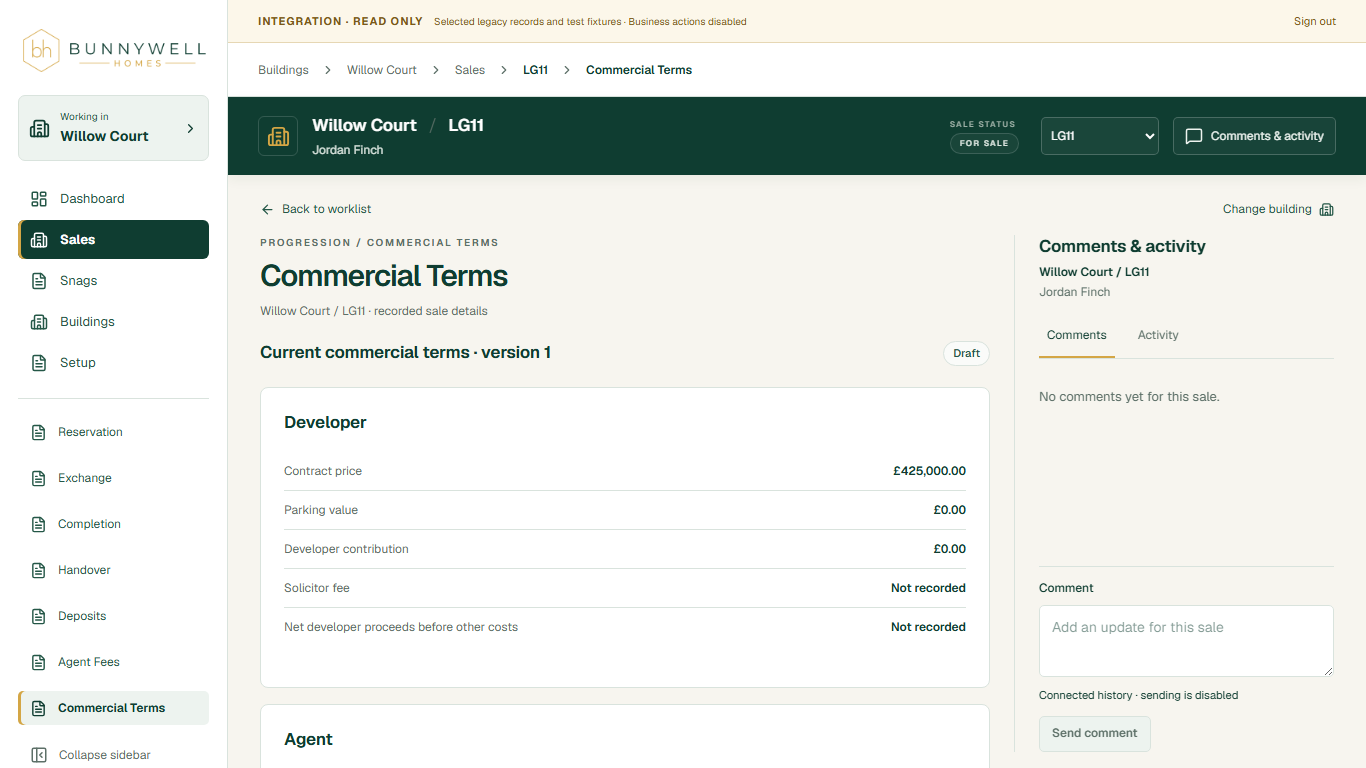 INTEGRATION · READ ONLY Selected legacy records and test fixtures · Business actions disabled Sign out
bh BUNNYWELL HOMES
Buildings > Willow Court > Sales > LG11 > Commercial Terms
Working in
Willow Court
Willow Court / LG11
Jordan Finch
SALE STATUS
FOR SALE
LG11
Comments & activity
Dashboard
Sales
Snags
Buildings
Setup
Reservation
Exchange
Completion
Handover
Deposits
Agent Fees
Commercial Terms
Collapse sidebar
Back to worklist
Change building
PROGRESSION / COMMERCIAL TERMS
Commercial Terms
Willow Court / LG11 · recorded sale details
Current commercial terms · version 1 Draft
Developer
Contract price £425,000.00
Parking value £0.00
Developer contribution £0.00
Solicitor fee Not recorded
Net developer proceeds before other costs Not recorded
Agent
Comments & activity
Willow Court / LG11
Jordan Finch
Comments Activity
No comments yet for this sale.
Comment
Add an update for this sale
Connected history · sending is disabled
Send comment